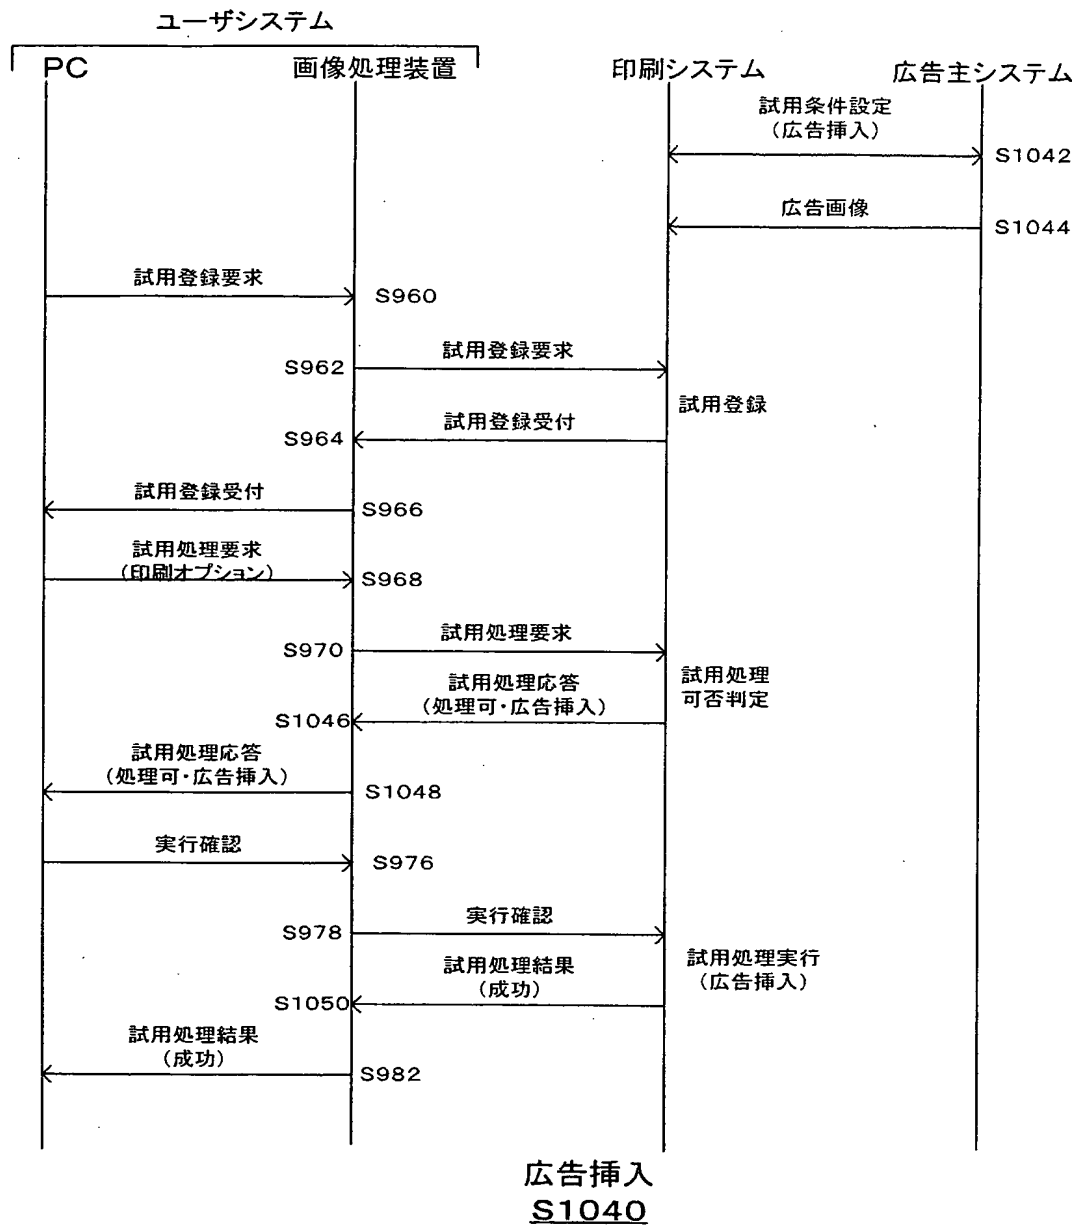 ユーザシステム
PC
画像処理装置
印刷システム
広告主システム
試用条件設定
(広告挿入)
S1042
広告画像
S1044
試用登録要求
S960
S962
試用登録要求
試用登録
S964
試用登録受付
試用登録受付
S966
試用処理要求
(印刷オプション)
S968
S970
試用処理要求
試用処理
可否判定
試用処理応答
(処理可・広告挿入)
S1046
試用処理応答
(処理可・広告挿入)
S1048
実行確認
S976
S978
実行確認
試用処理実行
(広告挿入)
試用処理結果
(成功)
S1050
試用処理結果
(成功)
S982
広告挿入
S1040